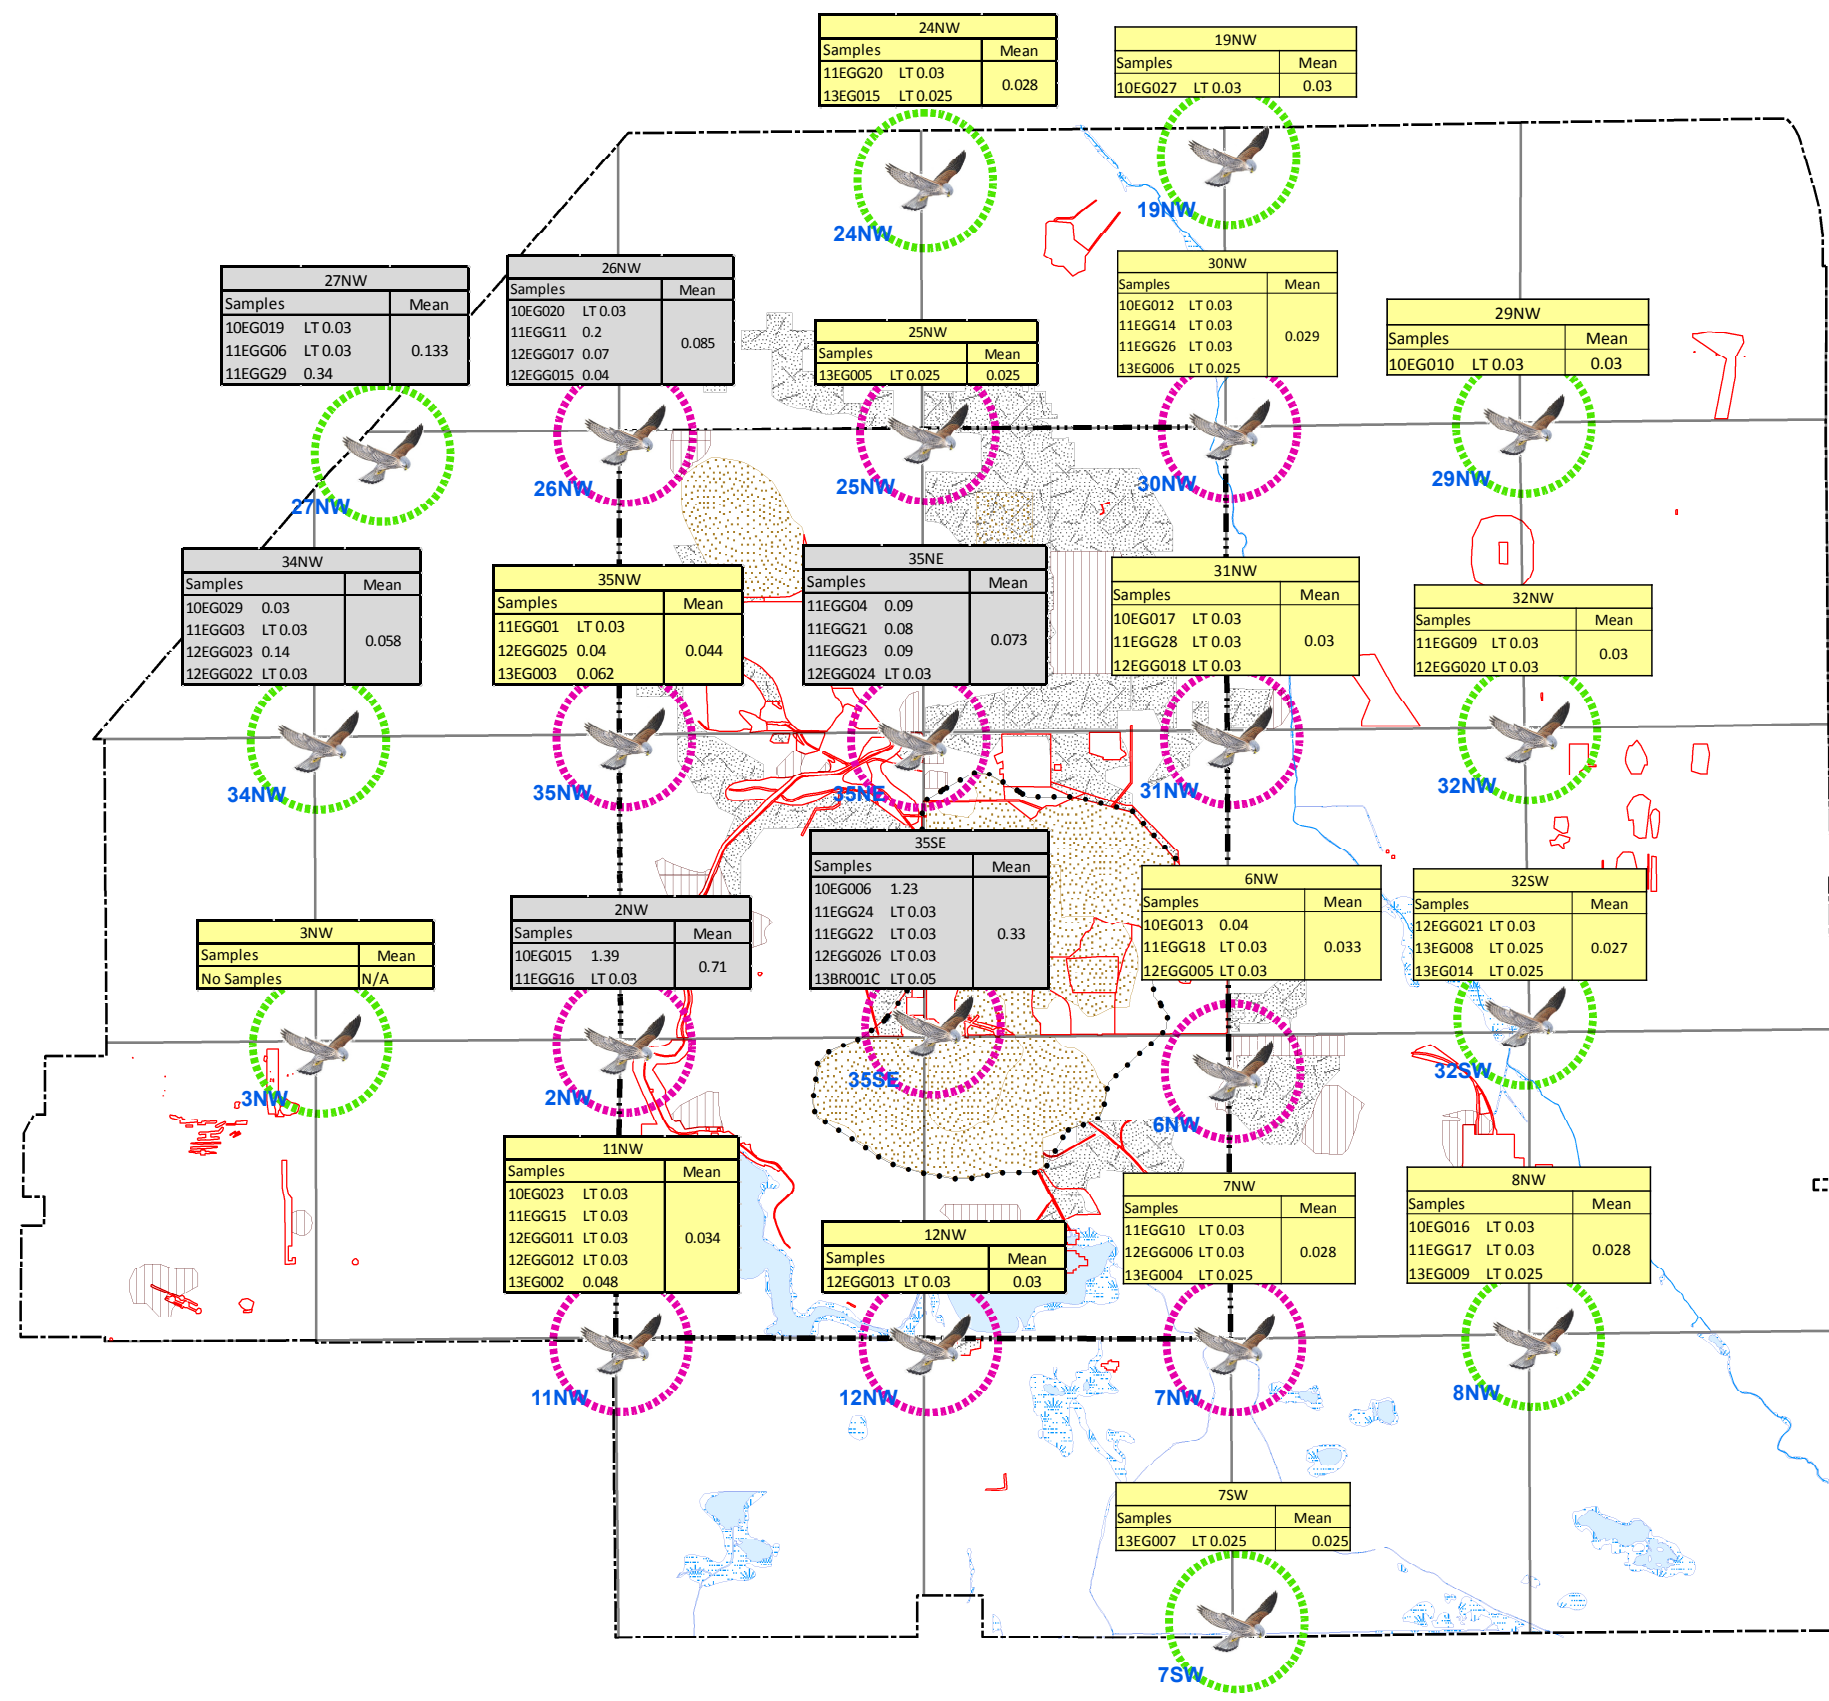 24NW
Samples Mean
11EGG20 LT 0.03
0.028
13EG015 LT 0.025
19NW
Samples Mean
10EG027 LT 0.03 0.03
24NW
19NW
27NW
Samples Mean
10EG019 LT 0.03
11EGG06 LT 0.03 0.133
11EGG29 0.34
26NW
Samples Mean
10EG020 LT 0.03
11EGG11 0.2
0.085
12EGG017 0.07
12EGG015 0.04
25NW
Samples Mean
13EG005 LT 0.025 0.025
30NW
Samples Mean
10EG012 LT 0.03
11EGG14 LT 0.03
0.029
11EGG26 LT 0.03
13EG006 LT 0.025
29NW
Samples Mean
10EG010 LT 0.03 0.03
27NW
26NW
25NW
30NW
29NW
34NW
Samples Mean
10EG029 0.03
11EGG03 LT 0.03
0.058
12EGG023 0.14
12EGG022 LT 0.03
35NW
Samples Mean
11EGG01 LT 0.03
12EGG025 0.04 0.044
13EG003 0.062
35NE
Samples Mean
11EGG04 0.09
11EGG21 0.08
0.073
11EGG23 0.09
12EGG024 LT 0.03
31NW
Samples Mean
10EG017 LT 0.03
11EGG28 LT 0.03 0.03
12EGG018 LT 0.03
32NW
Samples Mean
11EGG09 LT 0.03
0.03
12EGG020 LT 0.03
34NW
35NW
35NE
31NW
32NW
3NW
Samples Mean
No Samples N/A
2NW
Samples Mean
10EG015 1.39
0.71
11EGG16 LT 0.03
35SE
Samples Mean
10EG006 1.23
11EGG24 LT 0.03
11EGG22 LT 0.03 0.33
12EGG026 LT 0.03
13BR001C LT 0.05
6NW
Samples Mean
10EG013 0.04
11EGG18 LT 0.03 0.033
12EGG005 LT 0.03
32SW
Samples Mean
12EGG021 LT 0.03
13EG008 LT 0.025 0.027
13EG014 LT 0.025
3NW
2NW
35SE
6NW
32SW
11NW
Samples Mean
10EG023 LT 0.03
11EGG15 LT 0.03
12EGG011 LT 0.03 0.034
12EGG012 LT 0.03
13EG002 0.048
12NW
Samples Mean
12EGG013 LT 0.03 0.03
7NW
Samples Mean
11EGG10 LT 0.03
12EGG006 LT 0.03 0.028
13EG004 LT 0.025
8NW
Samples Mean
10EG016 LT 0.03
11EGG17 LT 0.03 0.028
13EG009 LT 0.025
11NW
12NW
7NW
8NW
7SW
Samples Mean
13EG007 LT 0.025 0.025
7SW